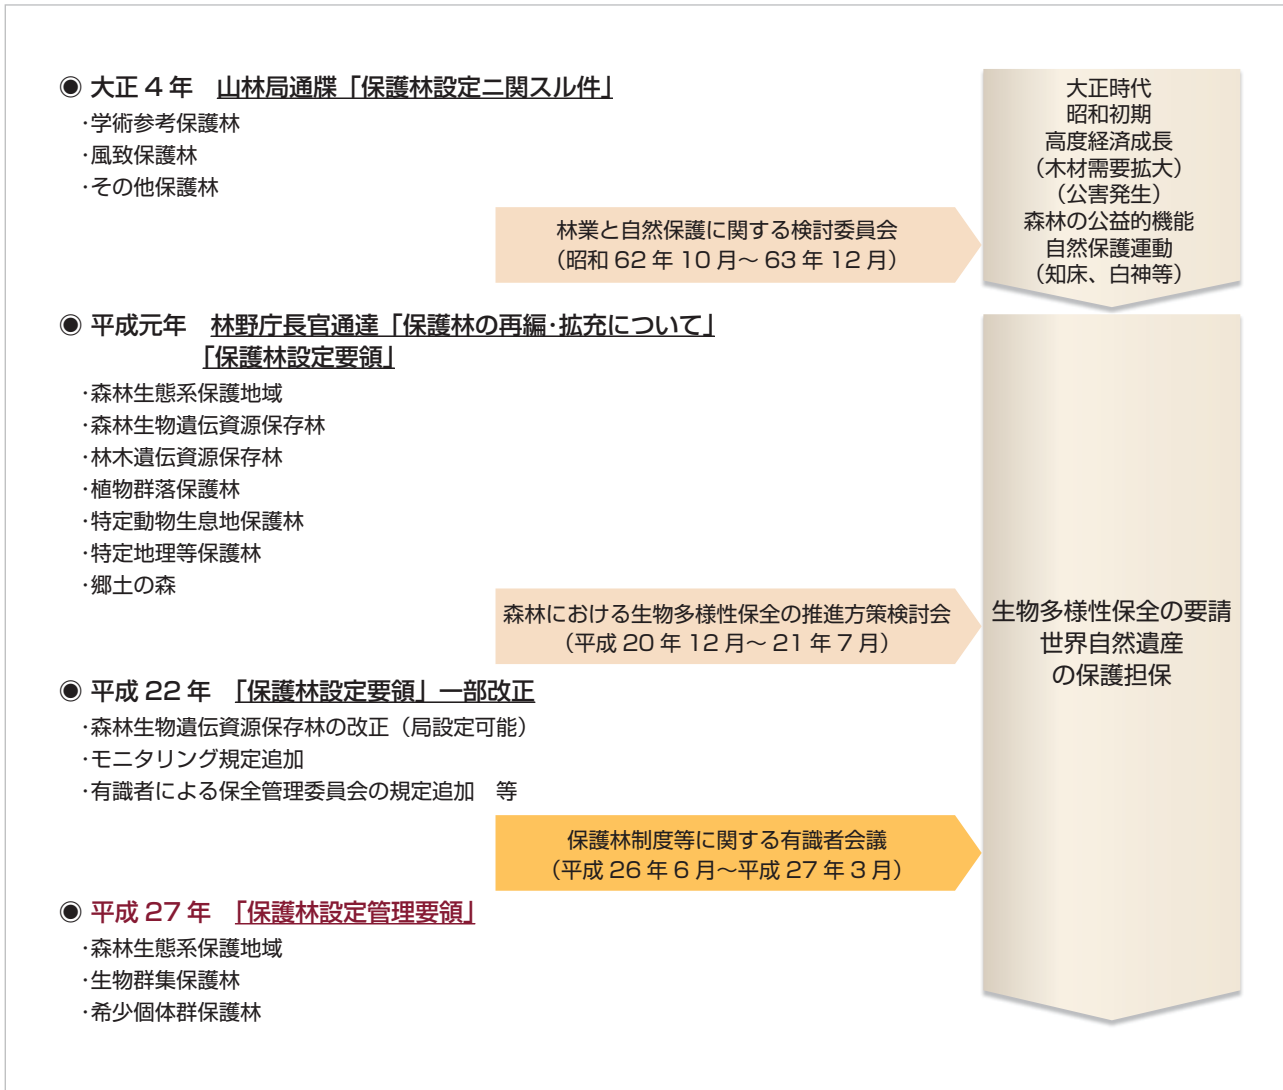 ◉ 大正 4 年　山林局通牒「保護林設定ニ関スル件」
・学術参考保護林
・風致保護林
・その他保護林
林業と自然保護に関する検討委員会
（昭和 62 年 10 月～ 63 年 12 月）
大正時代
昭和初期
高度経済成長
（木材需要拡大）
（公害発生）
森林の公益的機能
自然保護運動
（知床、白神等）
◉ 平成元年　林野庁長官通達「保護林の再編・拡充について」
「保護林設定要領」
・森林生態系保護地域
・森林生物遺伝資源保存林
・林木遺伝資源保存林
・植物群落保護林
・特定動物生息地保護林
・特定地理等保護林
・郷土の森
森林における生物多様性保全の推進方策検討会
（平成 20 年 12 月～ 21 年 7 月）
生物多様性保全の要請
世界自然遺産
の保護担保
◉ 平成 22 年　「保護林設定要領」一部改正
・森林生物遺伝資源保存林の改正（局設定可能）
・モニタリング規定追加
・有識者による保全管理委員会の規定追加　等
保護林制度等に関する有識者会議
（平成 26 年 6 月～平成 27 年 3 月）
◉ 平成 27 年　「保護林設定管理要領」
・森林生態系保護地域
・生物群集保護林
・希少個体群保護林